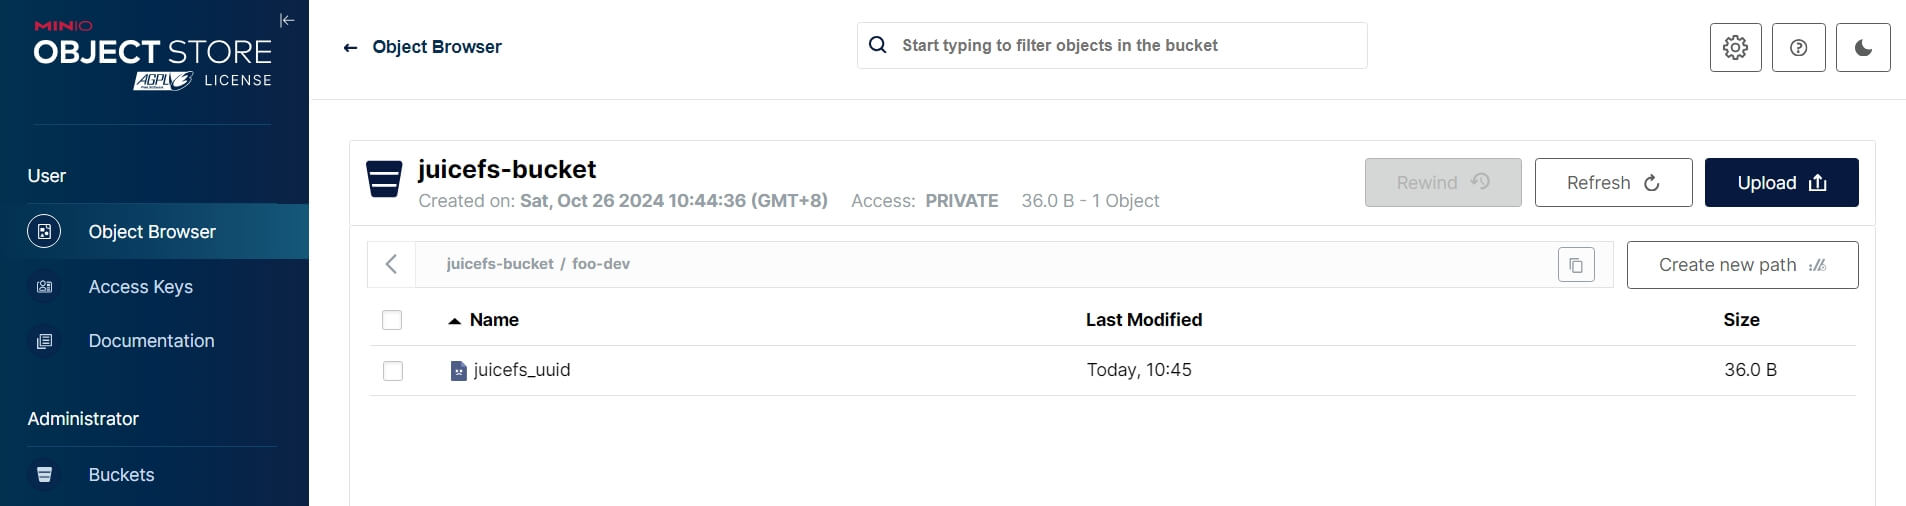 MINIO
OBJECT STORE
AGPL v3 LICENSE
← Object Browser
Start typing to filter objects in the bucket
User
Object Browser
Access Keys
Documentation
Administrator
Buckets
juicefs-bucket
Created on: Sat, Oct 26 2024 10:44:36 (GMT+8) Access: PRIVATE 36.0 B - 1 Object
Rewind
Refresh
Upload
juicefs-bucket / foo-dev
Create new path
Name Last Modified Size
juicefs_uuid Today, 10:45 36.0 B